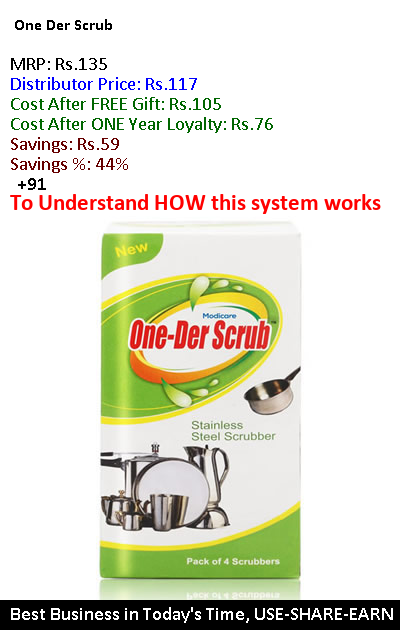 One Der Scrub
MRP: Rs.135
Distributor Price: Rs.117
Cost After FREE Gift: Rs.105
Cost After ONE Year Loyalty: Rs.76
Savings: Rs.59
Savings %: 44%
+91
To Understand HOW this system works
New
Modicare
One-Der Scrub™
Stainless
Steel Scrubber
Pack of 4 Scrubbers
Best Business in Today's Time, USE-SHARE-EARN